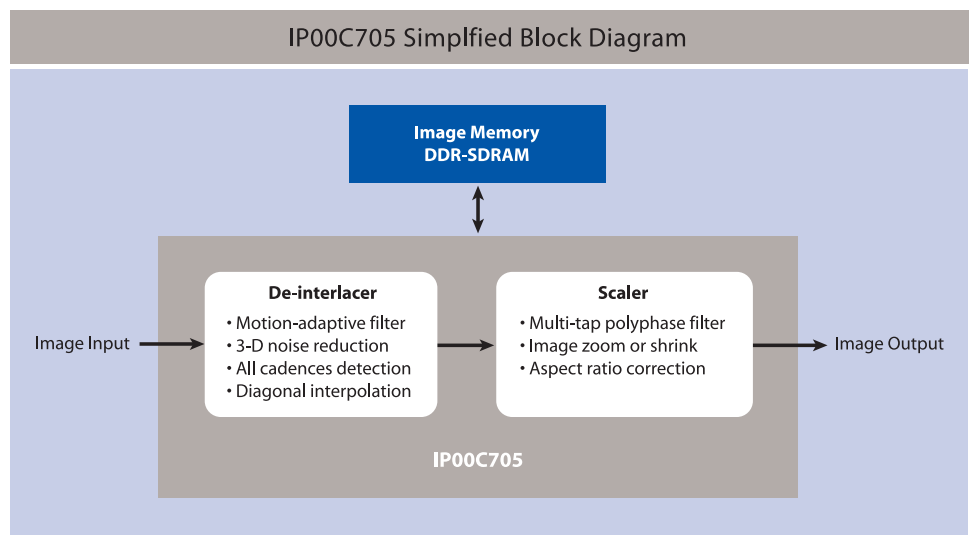 IP00C705 Simplfied Block Diagram
Image Memory
DDR-SDRAM
De-interlacer
• Motion-adaptive filter
• 3-D noise reduction
• All cadences detection
• Diagonal interpolation
Scaler
• Multi-tap polyphase filter
• Image zoom or shrink
• Aspect ratio correction
Image Input
Image Output
IP00C705